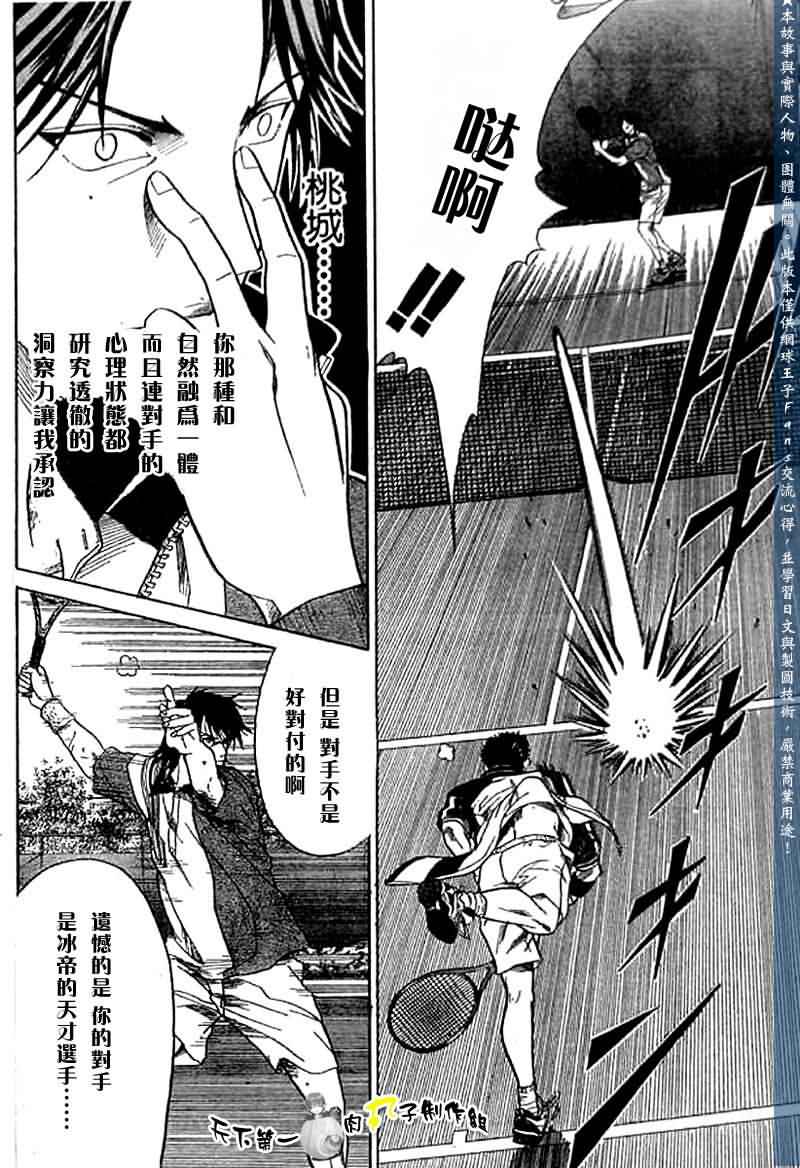 本故事與實際人物、團體無關。此版本僅供網球王子Fans交流心得，並學習日文與製圖技術，嚴禁商業用途！
哒啊
!!
桃城……
你那種和
自然融爲一體
而且連對手的
心理狀態都
研究透徹的
洞察力讓我承認
但是 對手不是
好對付的啊
遺憾的是 你的對手
是冰帝的天才選手……
天下第一
肉丸子制作組